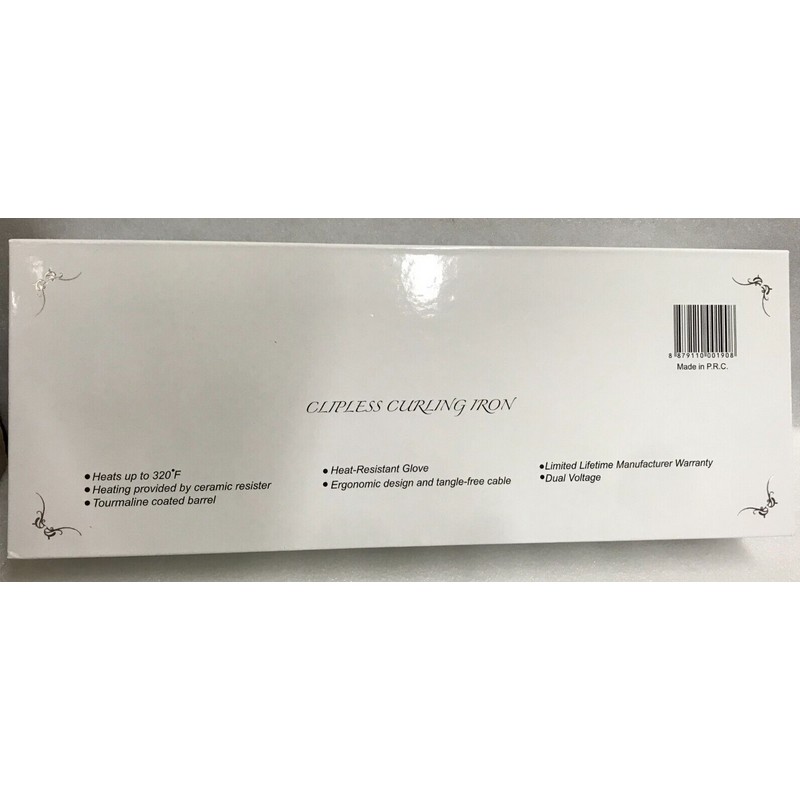 8 879110 001908
Made in P.R.C.
CLIPLESS CURLING IRON
• Heats up to 320°F
• Heating provided by ceramic resister
• Tourmaline coated barrel
• Heat-Resistant Glove
• Ergonomic design and tangle-free cable
• Limited Lifetime Manufacturer Warranty
• Dual Voltage